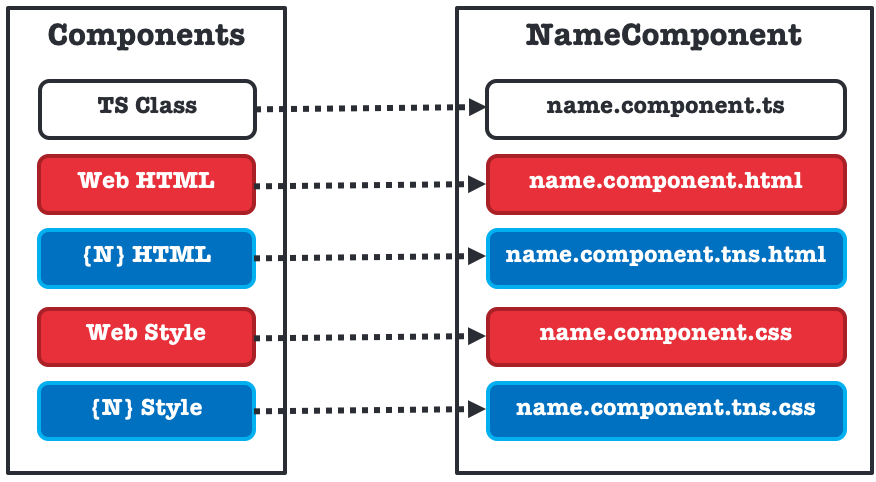 Components
NameComponent
TS Class
name.component.ts
Web HTML
name.component.html
{N} HTML
name.component.tns.html
Web Style
name.component.css
{N} Style
name.component.tns.css